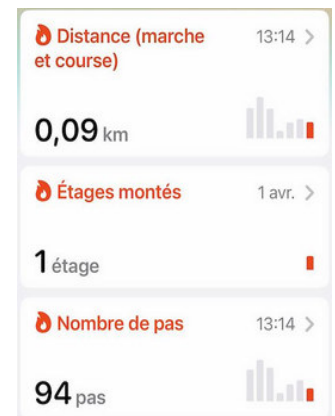 Distance (marche 13:14 >
et course)
0,09 km
Étages montés 1 avr. >
1 étage
Nombre de pas 13:14 >
94 pas